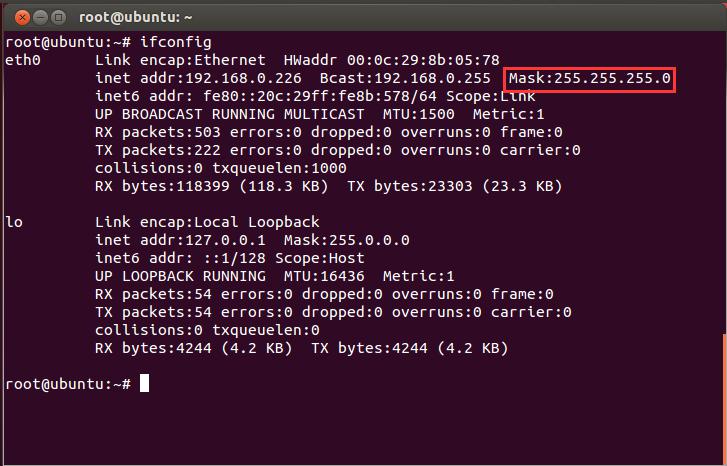 root@ubuntu: ~
root@ubuntu:~# ifconfig
eth0      Link encap:Ethernet  HWaddr 00:0c:29:8b:05:78
          inet addr:192.168.0.226  Bcast:192.168.0.255  Mask:255.255.255.0
          inet6 addr: fe80::20c:29ff:fe8b:578/64 Scope:Link
          UP BROADCAST RUNNING MULTICAST  MTU:1500  Metric:1
          RX packets:503 errors:0 dropped:0 overruns:0 frame:0
          TX packets:222 errors:0 dropped:0 overruns:0 carrier:0
          collisions:0 txqueuelen:1000
          RX bytes:118399 (118.3 KB)  TX bytes:23303 (23.3 KB)

lo        Link encap:Local Loopback
          inet addr:127.0.0.1  Mask:255.0.0.0
          inet6 addr: ::1/128 Scope:Host
          UP LOOPBACK RUNNING  MTU:16436  Metric:1
          RX packets:54 errors:0 dropped:0 overruns:0 frame:0
          TX packets:54 errors:0 dropped:0 overruns:0 carrier:0
          collisions:0 txqueuelen:0
          RX bytes:4244 (4.2 KB)  TX bytes:4244 (4.2 KB)

root@ubuntu:~#